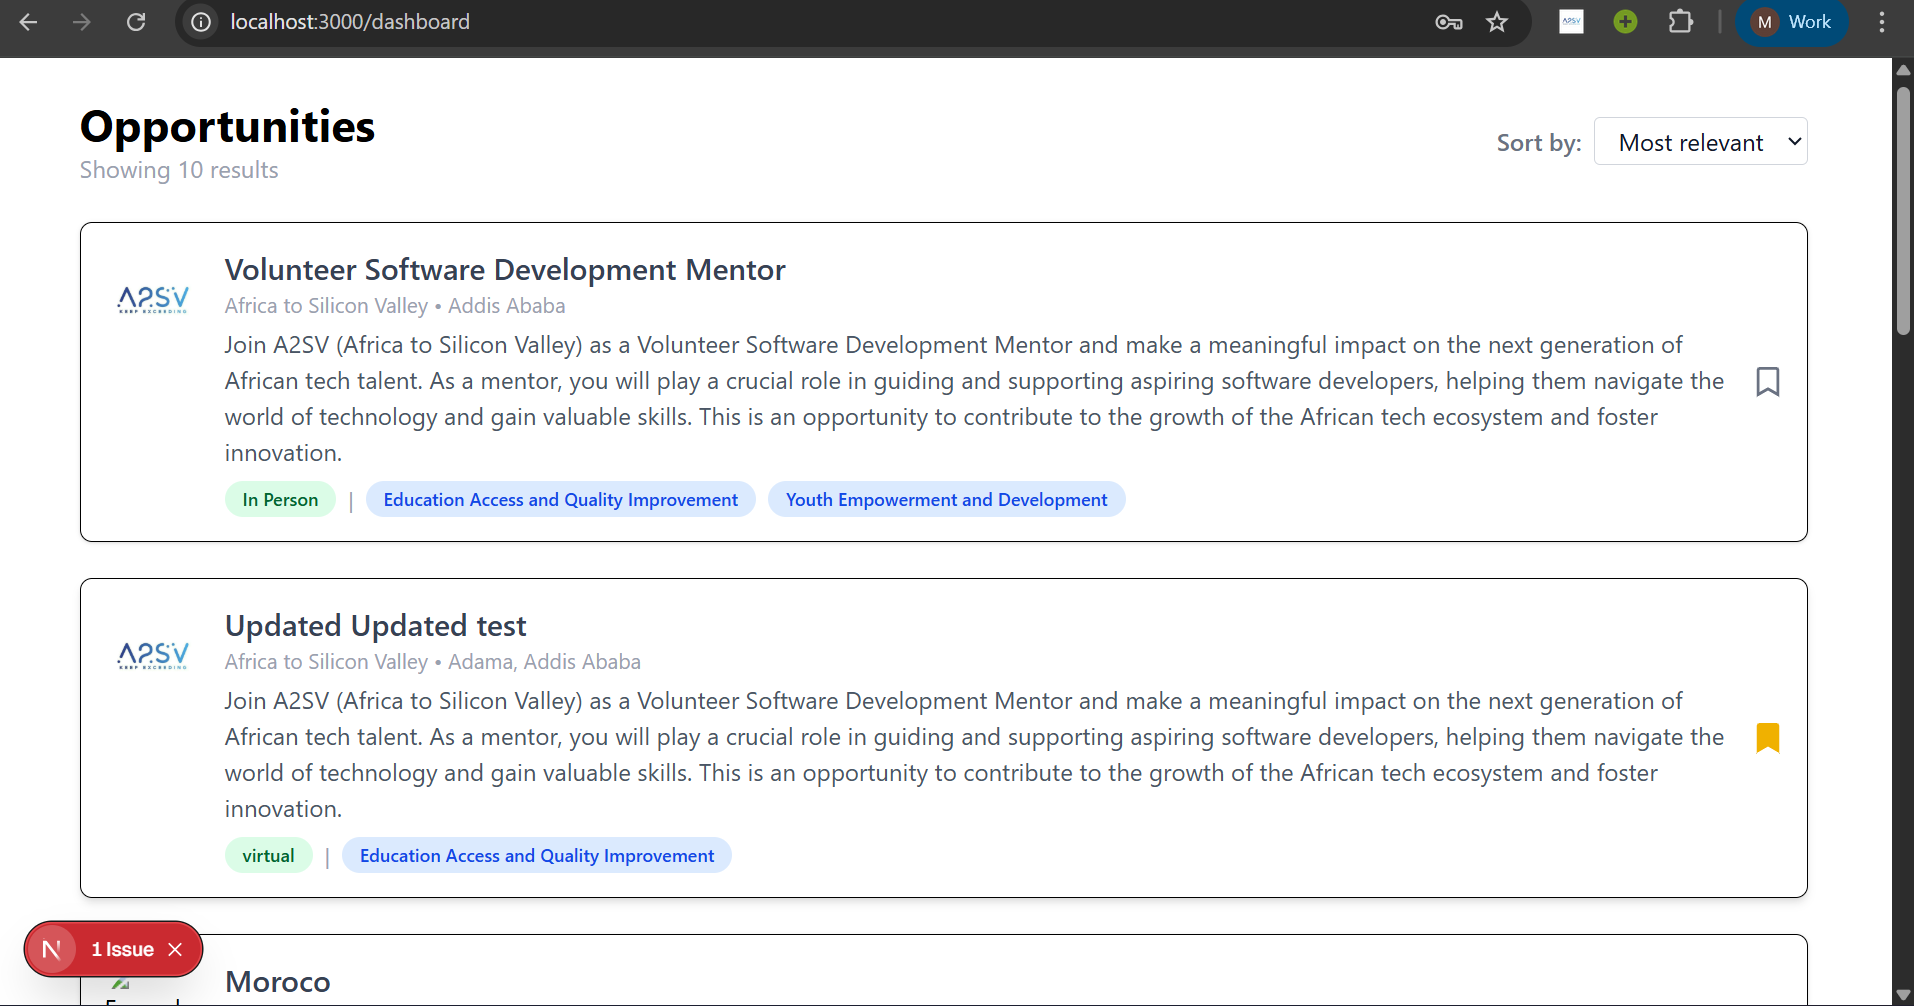 localhost:3000/dashboard
A2SV
M
Work
Opportunities
Showing 10 results
Sort by:
Most relevant
A2SV
KEEP EXCEEDING
Volunteer Software Development Mentor
Africa to Silicon Valley • Addis Ababa
Join A2SV (Africa to Silicon Valley) as a Volunteer Software Development Mentor and make a meaningful impact on the next generation of
African tech talent. As a mentor, you will play a crucial role in guiding and supporting aspiring software developers, helping them navigate the
world of technology and gain valuable skills. This is an opportunity to contribute to the growth of the African tech ecosystem and foster
innovation.
In Person | Education Access and Quality Improvement Youth Empowerment and Development
A2SV
KEEP EXCEEDING
Updated Updated test
Africa to Silicon Valley • Adama, Addis Ababa
Join A2SV (Africa to Silicon Valley) as a Volunteer Software Development Mentor and make a meaningful impact on the next generation of
African tech talent. As a mentor, you will play a crucial role in guiding and supporting aspiring software developers, helping them navigate the
world of technology and gain valuable skills. This is an opportunity to contribute to the growth of the African tech ecosystem and foster
innovation.
virtual | Education Access and Quality Improvement
N 1 Issue
Moroco